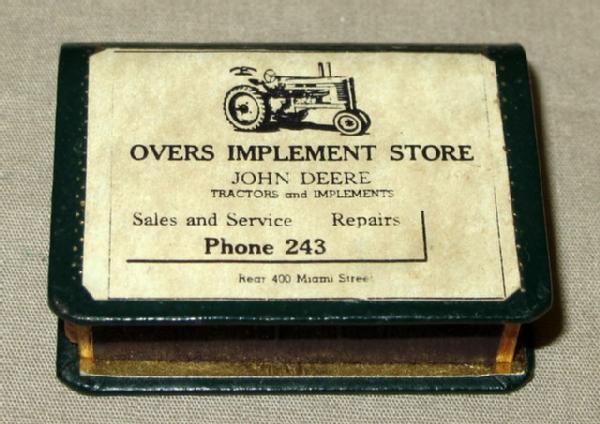 OVERS IMPLEMENT STORE
JOHN DEERE
TRACTORS and IMPLEMENTS
Sales and Service Repairs
Phone 243
Rear 400 Miami Street